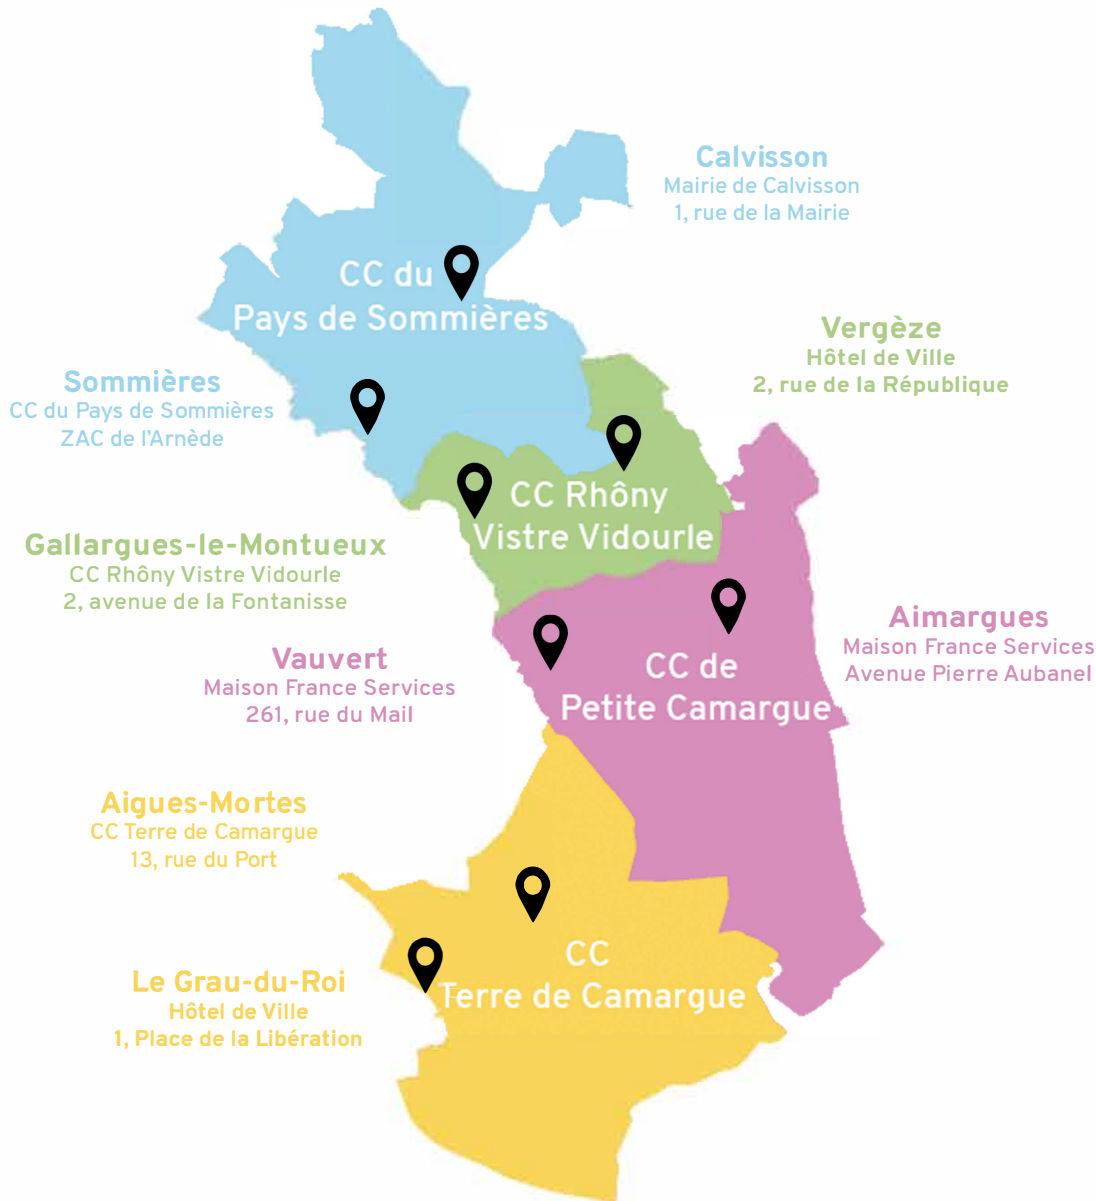 Calvisson
Mairie de Calvisson
1, rue de la Mairie
CC du
Pays de Sommières
Vergèze
Hôtel de Ville
2, rue de la République
Sommières
CC du Pays de Sommières
ZAC de l'Arnède
CC Rhôny
Vistre Vidourle
Gallargues-le-Montueux
CC Rhôny Vistre Vidourle
2, avenue de la Fontanisse
Aimargues
Maison France Services
Avenue Pierre Aubanel
Vauvert
Maison France Services
261, rue du Mail
CC de
Petite Camargue
Aigues-Mortes
CC Terre de Camargue
13, rue du Port
CC
Terre de Camargue
Le Grau-du-Roi
Hôtel de Ville
1, Place de la Libération